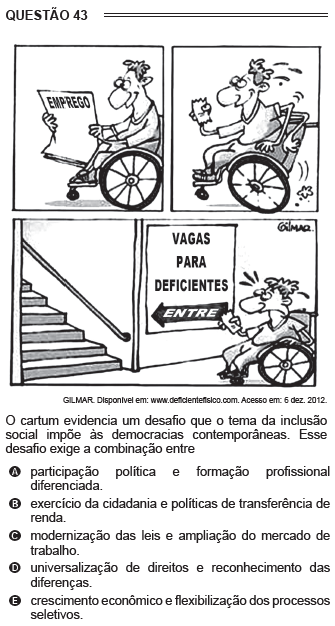 QUESTÃO 43
EMPREGO
GILMAR.
VAGAS
PARA
DEFICIENTES
ENTRE
GILMAR. Disponível em: www.deficientefisico.com. Acesso em: 6 dez. 2012.
O cartum evidencia um desafio que o tema da inclusão
social impõe às democracias contemporâneas. Esse
desafio exige a combinação entre
A participação política e formação profissional
diferenciada.
B exercício da cidadania e políticas de transferência de
renda.
C modernização das leis e ampliação do mercado de
trabalho.
D universalização de direitos e reconhecimento das
diferenças.
E crescimento econômico e flexibilização dos processos
seletivos.